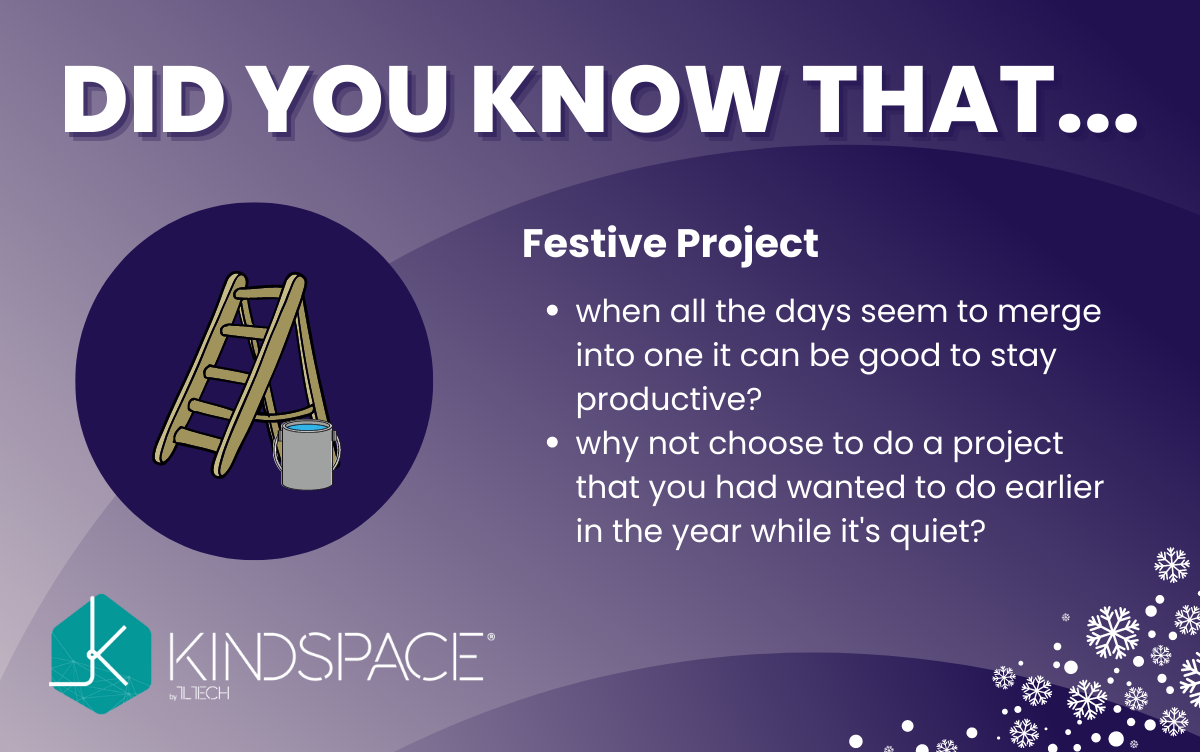 DID YOU KNOW THAT...
Festive Project
• when all the days seem to merge
into one it can be good to stay
productive?
• why not choose to do a project
that you had wanted to do earlier
in the year while it's quiet?
KINDSPACE®
by TLTECH